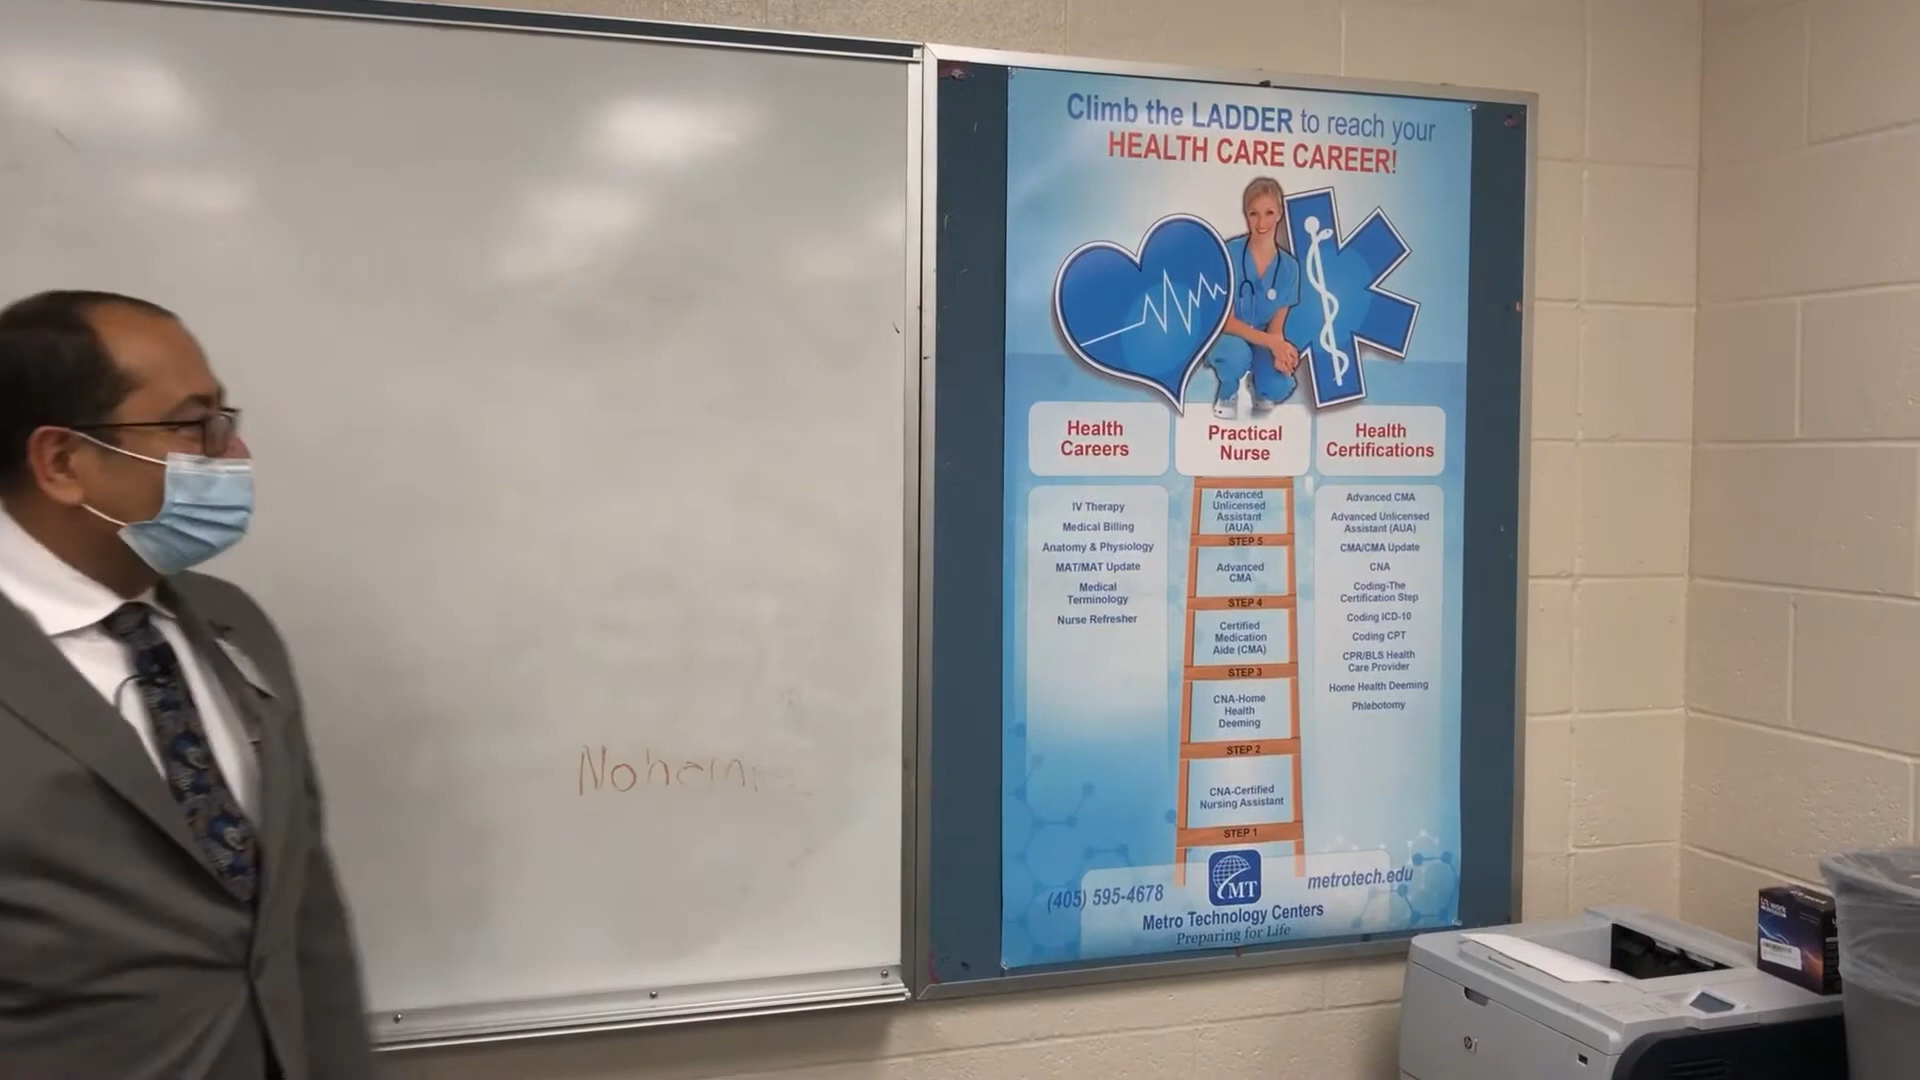 Climb the LADDER to reach your
HEALTH CARE CAREER!
Health
Careers
IV Therapy
Medical Billing
Anatomy & Physiology
MAT/MAT Update
Medical
Terminology
Nurse Refresher
Practical
Nurse
Advanced
Unlicensed
Assistant
(AUA)
STEP 5
Advanced
CMA
STEP 4
Certified
Medication
Aide (CMA)
STEP 3
CNA-Home
Health
Deeming
STEP 2
CNA-Certified
Nursing Assistant
STEP 1
Health
Certifications
Advanced CMA
Advanced Unlicensed
Assistant (AUA)
CMA/CMA Update
CNA
Coding-The
Certification Step
Coding ICD-10
Coding CPT
CPR/BLS Health
Care Provider
Home Health Deeming
Phlebotomy
(405) 595-4678
MT
metrotech.edu
Metro Technology Centers
Preparing for Life
hp